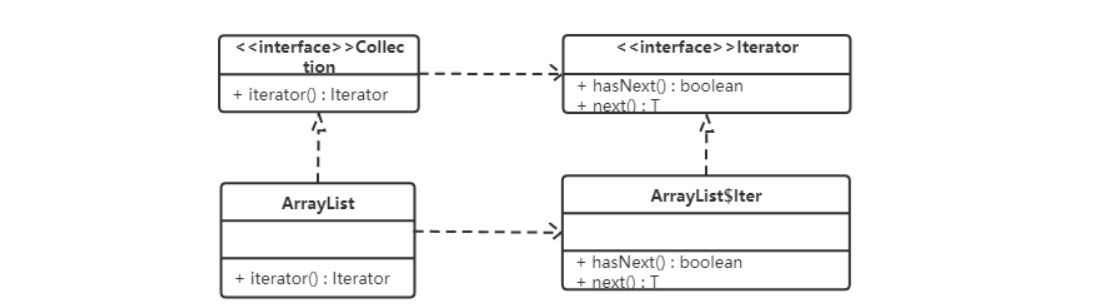 <<interface>>Collec
tion
+ iterator() : Iterator
<<interface>>Iterator
+ hasNext() : boolean
+ next() : T
ArrayList
+ iterator() : Iterator
ArrayList$Iter
+ hasNext() : boolean
+ next() : T